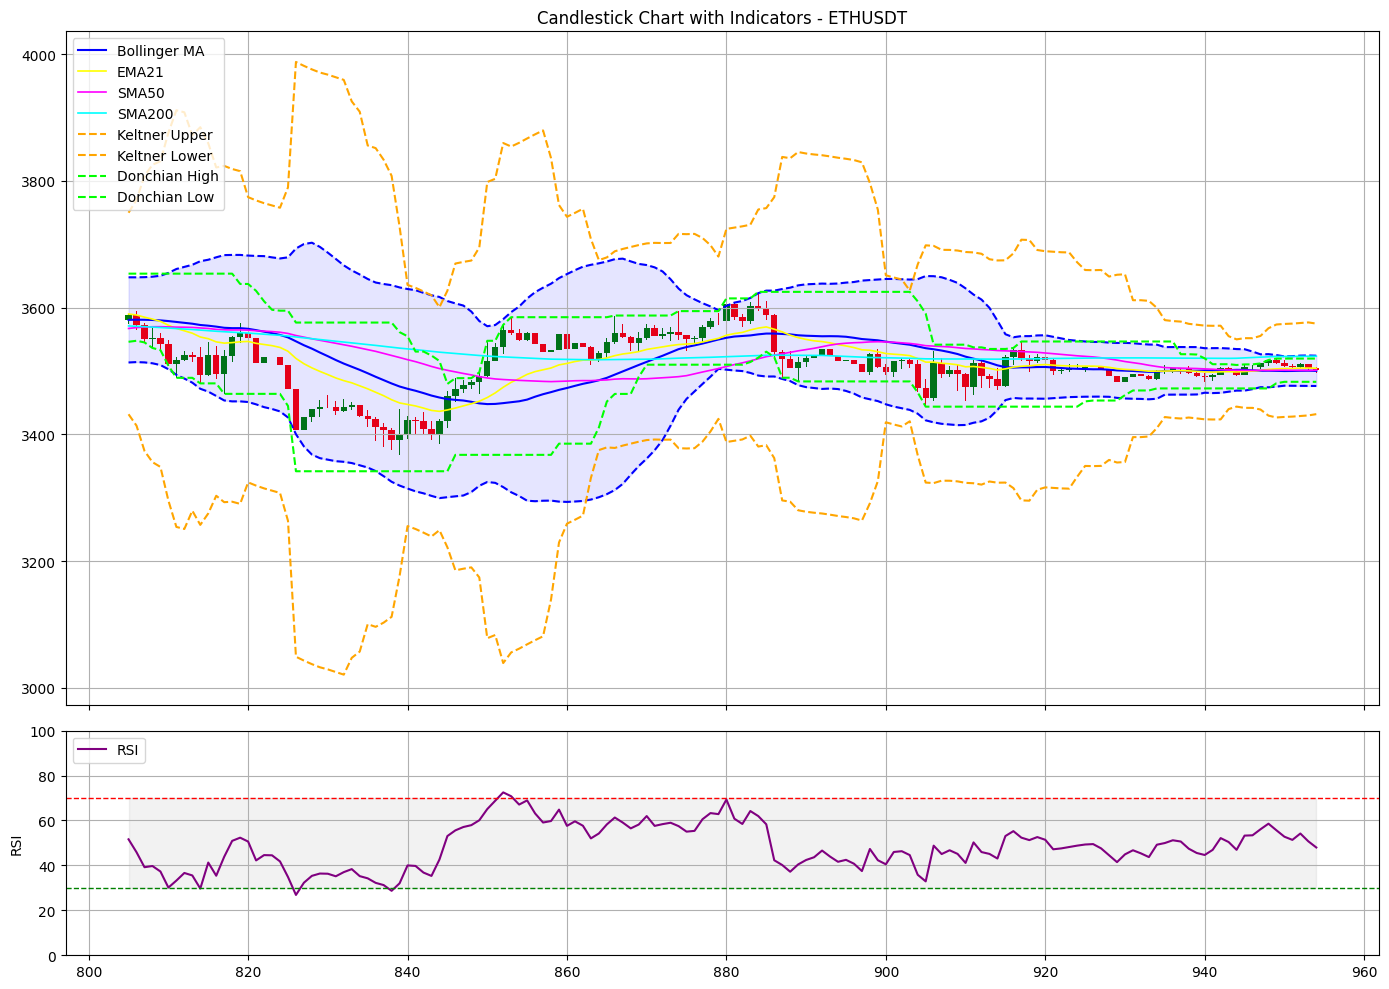 Candlestick Chart with Indicators - ETHUSDT
4000
3800
3600
3400
3200
3000
Bollinger MA
EMA21
SMA50
SMA200
Keltner Upper
Keltner Lower
Donchian High
Donchian Low
RSI
100
80
60
40
20
0
RSI
800
820
840
860
880
900
920
940
960